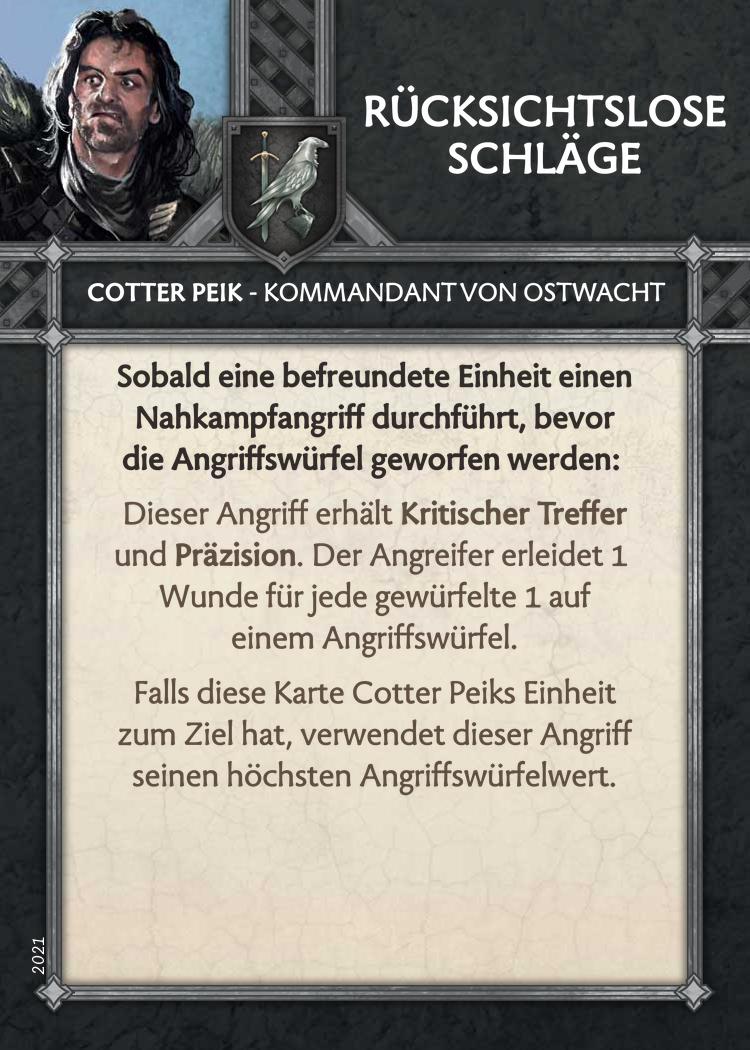 RÜCKSICHTSLOSE
SCHLÄGE
COTTER PEIK - KOMMANDANT VON OSTWACHT
Sobald eine befreundete Einheit einen
Nahkampfangriff durchführt, bevor
die Angriffswürfel geworfen werden:
Dieser Angriff erhält Kritischer Treffer
und Präzision. Der Angreifer erleidet 1
Wunde für jede gewürfelte 1 auf
einem Angriffswürfel.
Falls diese Karte Cotter Peiks Einheit
zum Ziel hat, verwendet dieser Angriff
seinen höchsten Angriffswürfelwert.
2021